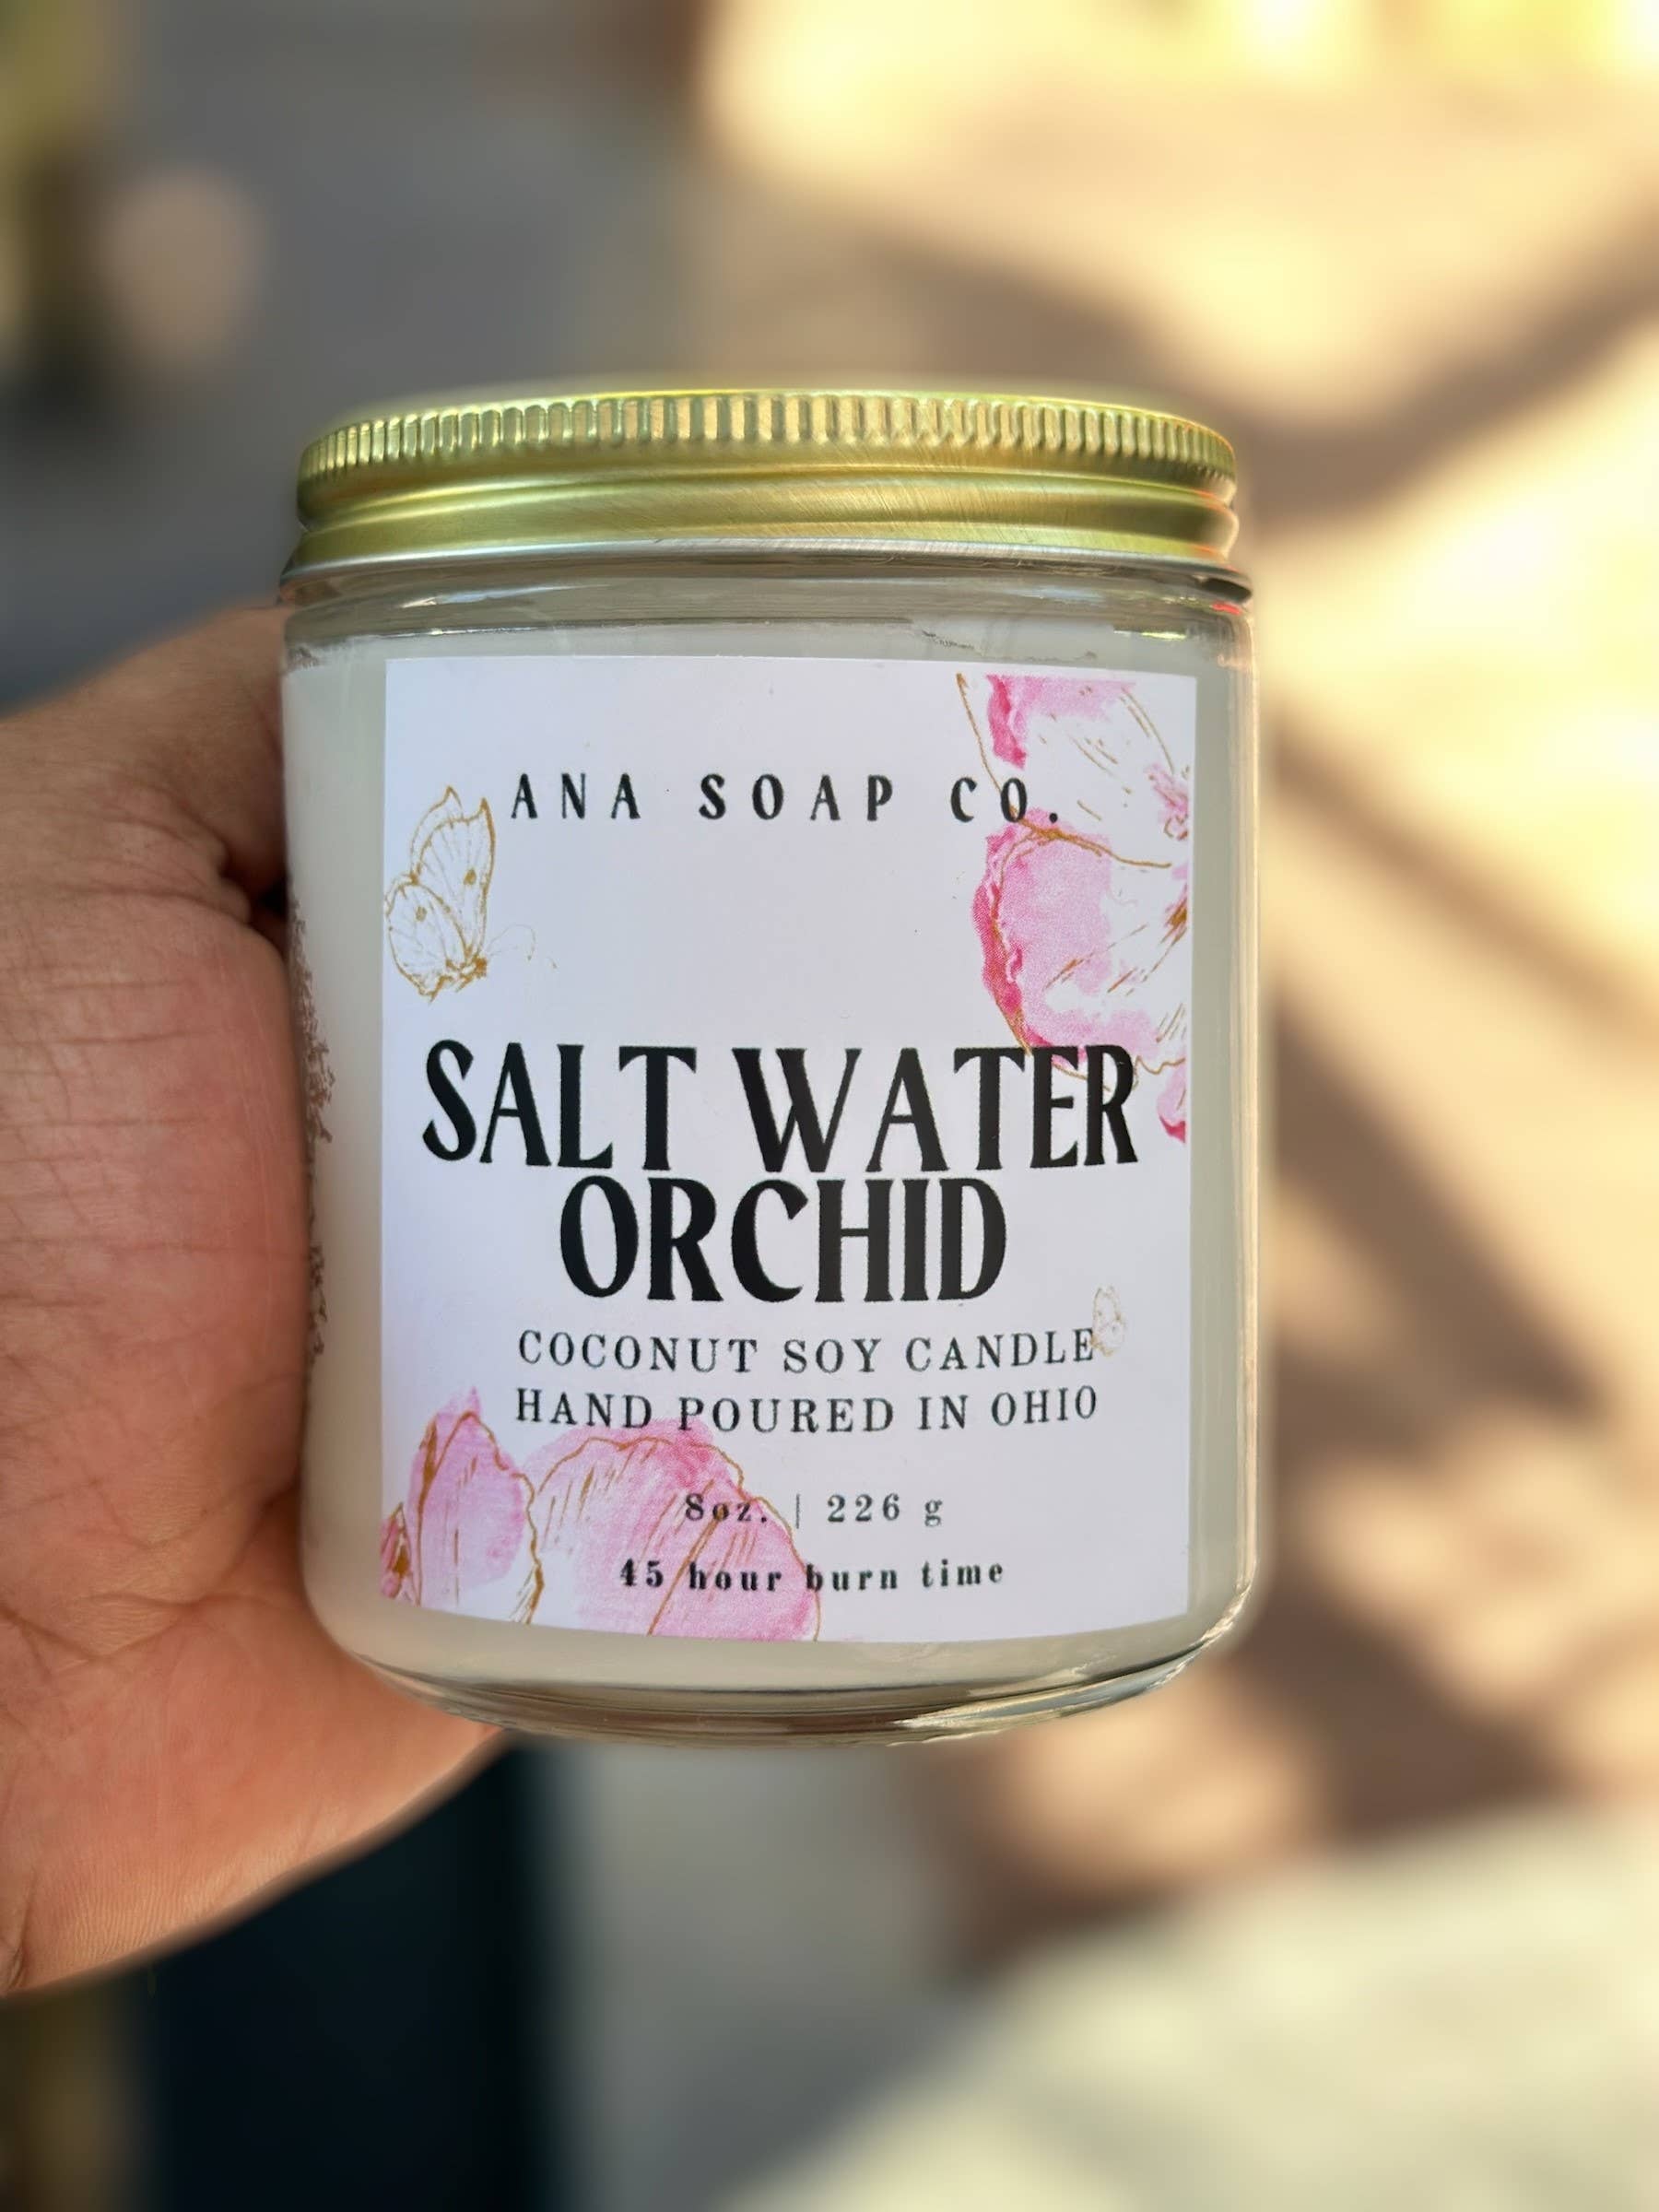 ANA SOAP CO.
SALT WATER
ORCHID
COCONUT SOY CANDLE
HAND POURED IN OHIO
8oz. | 226 g
45 hour burn time